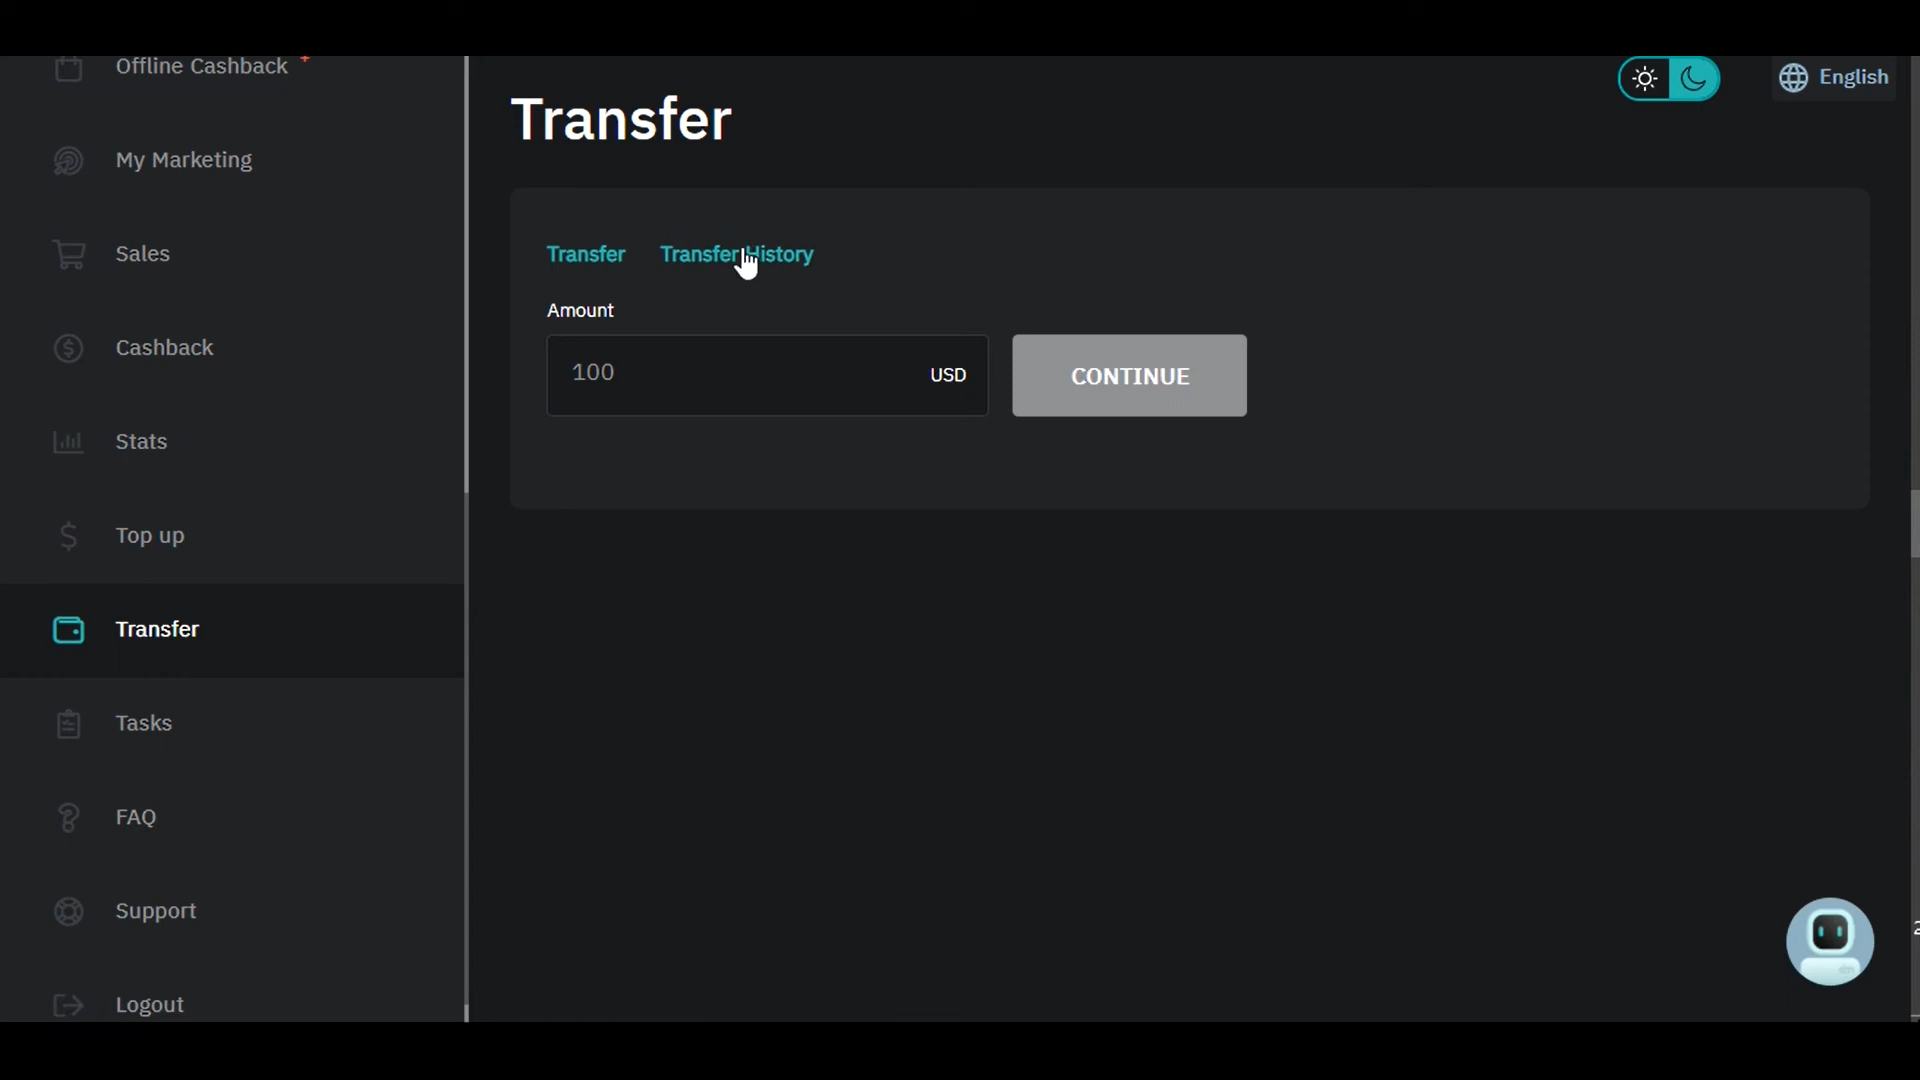 Offline Cashback +
English
Transfer
My Marketing
Transfer Transfer History
Sales
Amount
Cashback
100 USD
CONTINUE
Stats
Top up
Transfer
Tasks
FAQ
Support
Logout